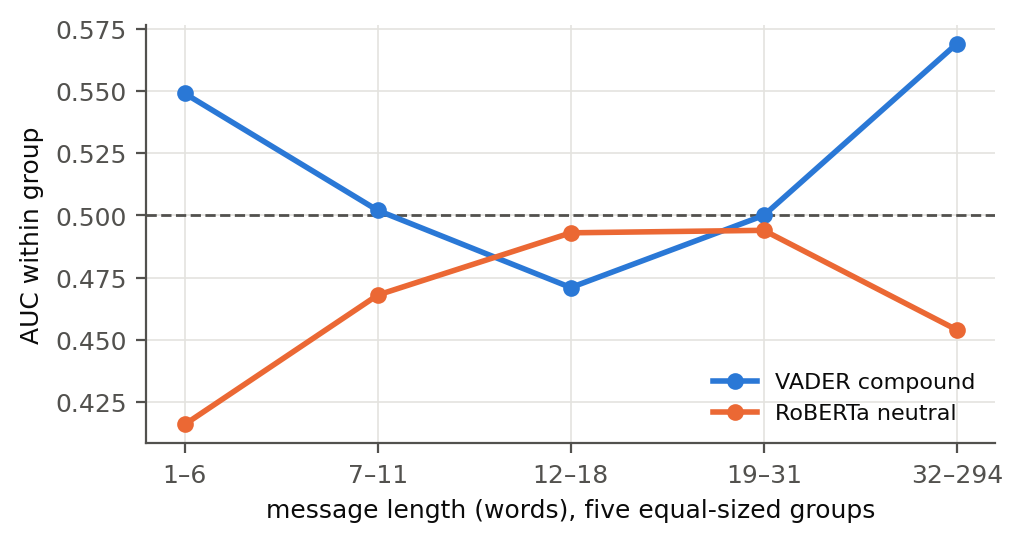 0.575
0.550
0.525
0.500
0.475
0.450
0.425
AUC within group
VADER compound
RoBERTa neutral
1–6 7–11 12–18 19–31 32–294
message length (words), five equal-sized groups